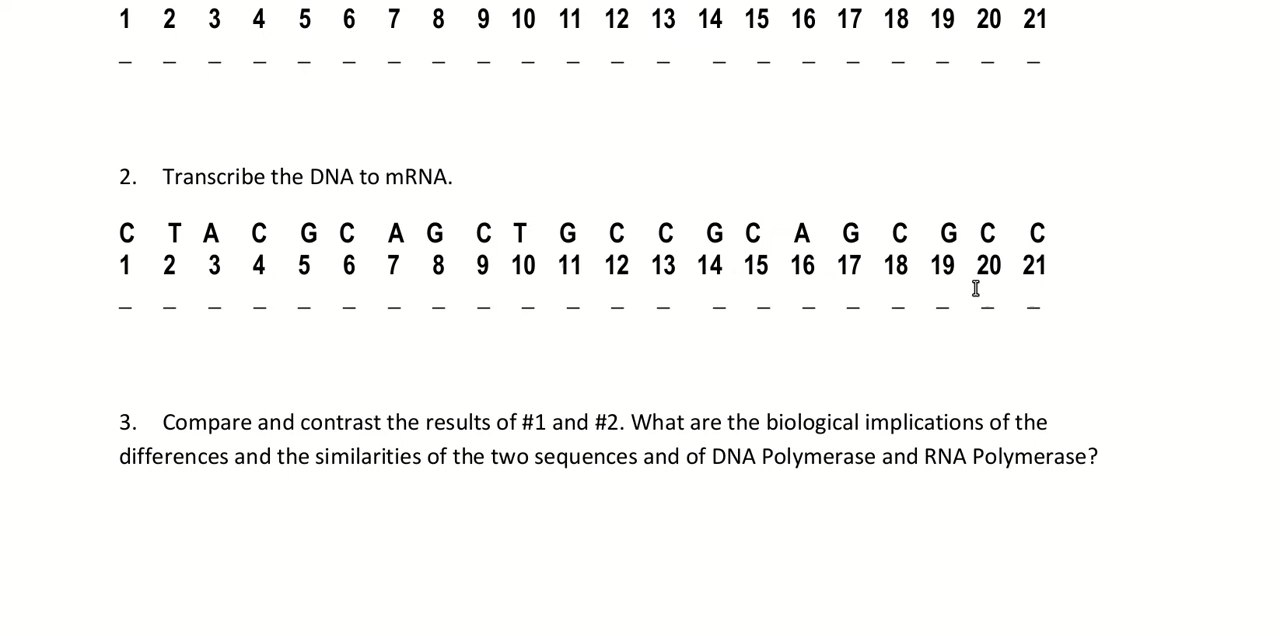 1 2 3 4 5 6 7 8 9 10 11 12 13 14 15 16 17 18 19 20 21
_ _ _ _ _ _ _ _ _ _ _ _ _ _ _ _ _ _ _ _ _
2. Transcribe the DNA to mRNA.
C T A C G C A G C T G C C G C A G C G C C
1 2 3 4 5 6 7 8 9 10 11 12 13 14 15 16 17 18 19 20 21
_ _ _ _ _ _ _ _ _ _ _ _ _ _ _ _ _ _ _ _ _
3. Compare and contrast the results of #1 and #2. What are the biological implications of the
differences and the similarities of the two sequences and of DNA Polymerase and RNA Polymerase?